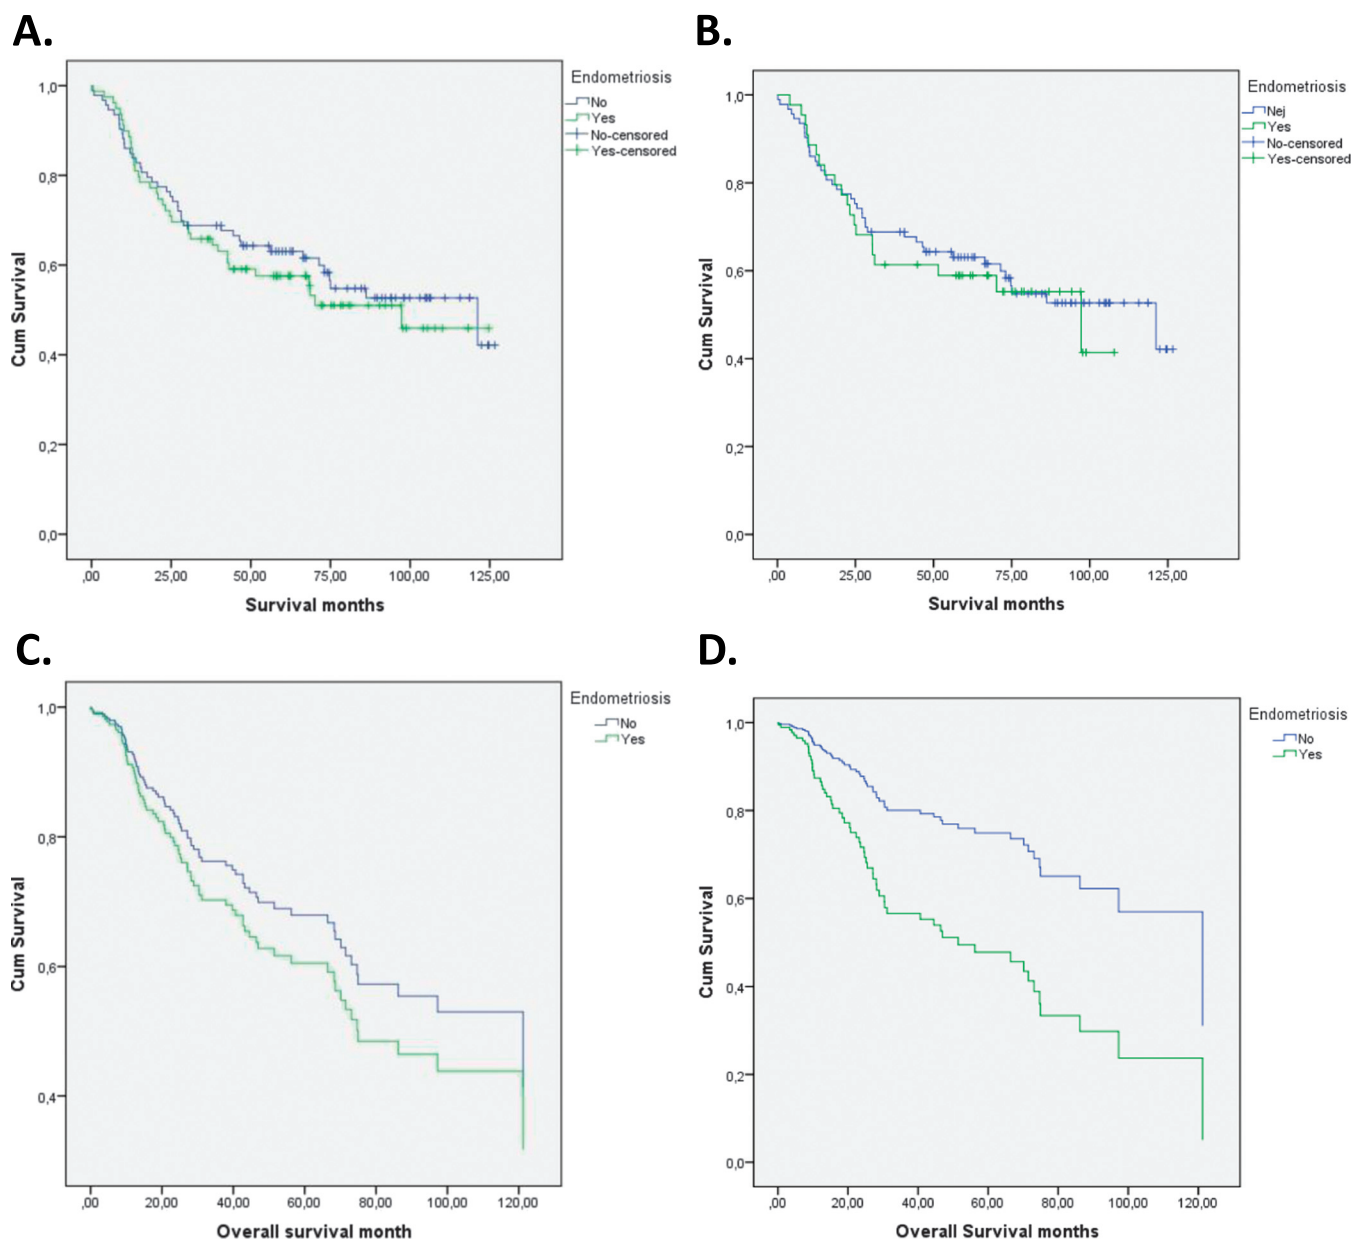 A.
Endometriosis
No
Yes
No-censored
Yes-censored
1,0
0,8
0,6
0,4
0,2
0,0
Cum Survival
,00 25,00 50,00 75,00 100,00 125,00
Survival months
B.
Endometriosis
Nej
Yes
No-censored
Yes-censored
1,0
0,8
0,6
0,4
0,2
0,0
Cum Survival
,00 25,00 50,00 75,00 100,00 125,00
Survival months
C.
Endometriosis
No
Yes
1,0
0,8
0,6
0,4
Cum Survival
,00 20,00 40,00 60,00 80,00 100,00 120,00
Overall survival month
D.
Endometriosis
No
Yes
1,0
0,8
0,6
0,4
0,2
0,0
Cum Survival
,00 20,00 40,00 60,00 80,00 100,00 120,00
Overall Survival months